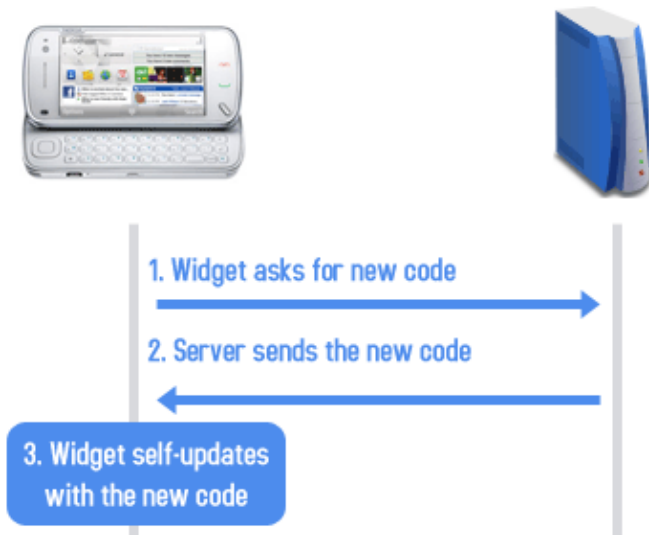 1. Widget asks for new code
2. Server sends the new code
3. Widget self-updates
with the new code